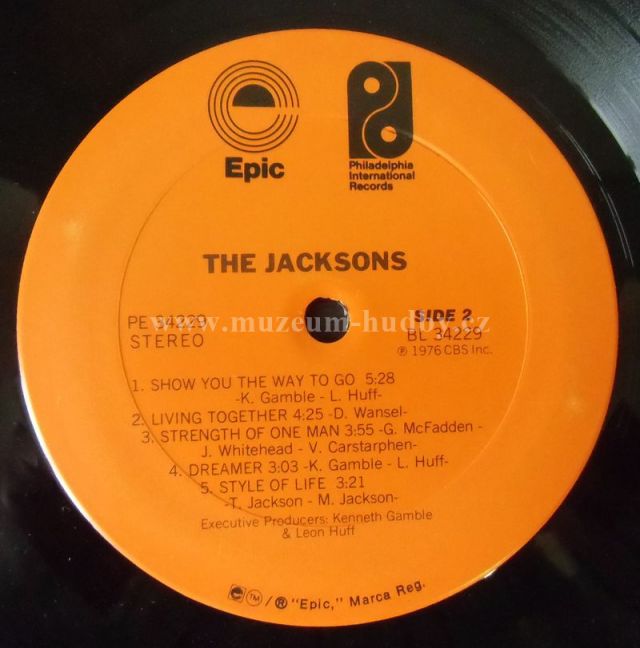 Epic
Philadelphia
International
Records
THE JACKSONS
PE 34229
STEREO
SIDE 2
BL 34229
℗ 1976 CBS Inc.
www.muzeum-hudby.cz
1. SHOW YOU THE WAY TO GO 5:28
-K. Gamble - L. Huff-
2. LIVING TOGETHER 4:25 -D. Wansel-
3. STRENGTH OF ONE MAN 3:55 -G. McFadden -
J. Whitehead - V. Carstarphen-
4. DREAMER 3:03 -K. Gamble - L. Huff-
5. STYLE OF LIFE 3:21
-T. Jackson - M. Jackson-
Executive Producers: Kenneth Gamble
& Leon Huff
TM/® "Epic," Marca Reg.